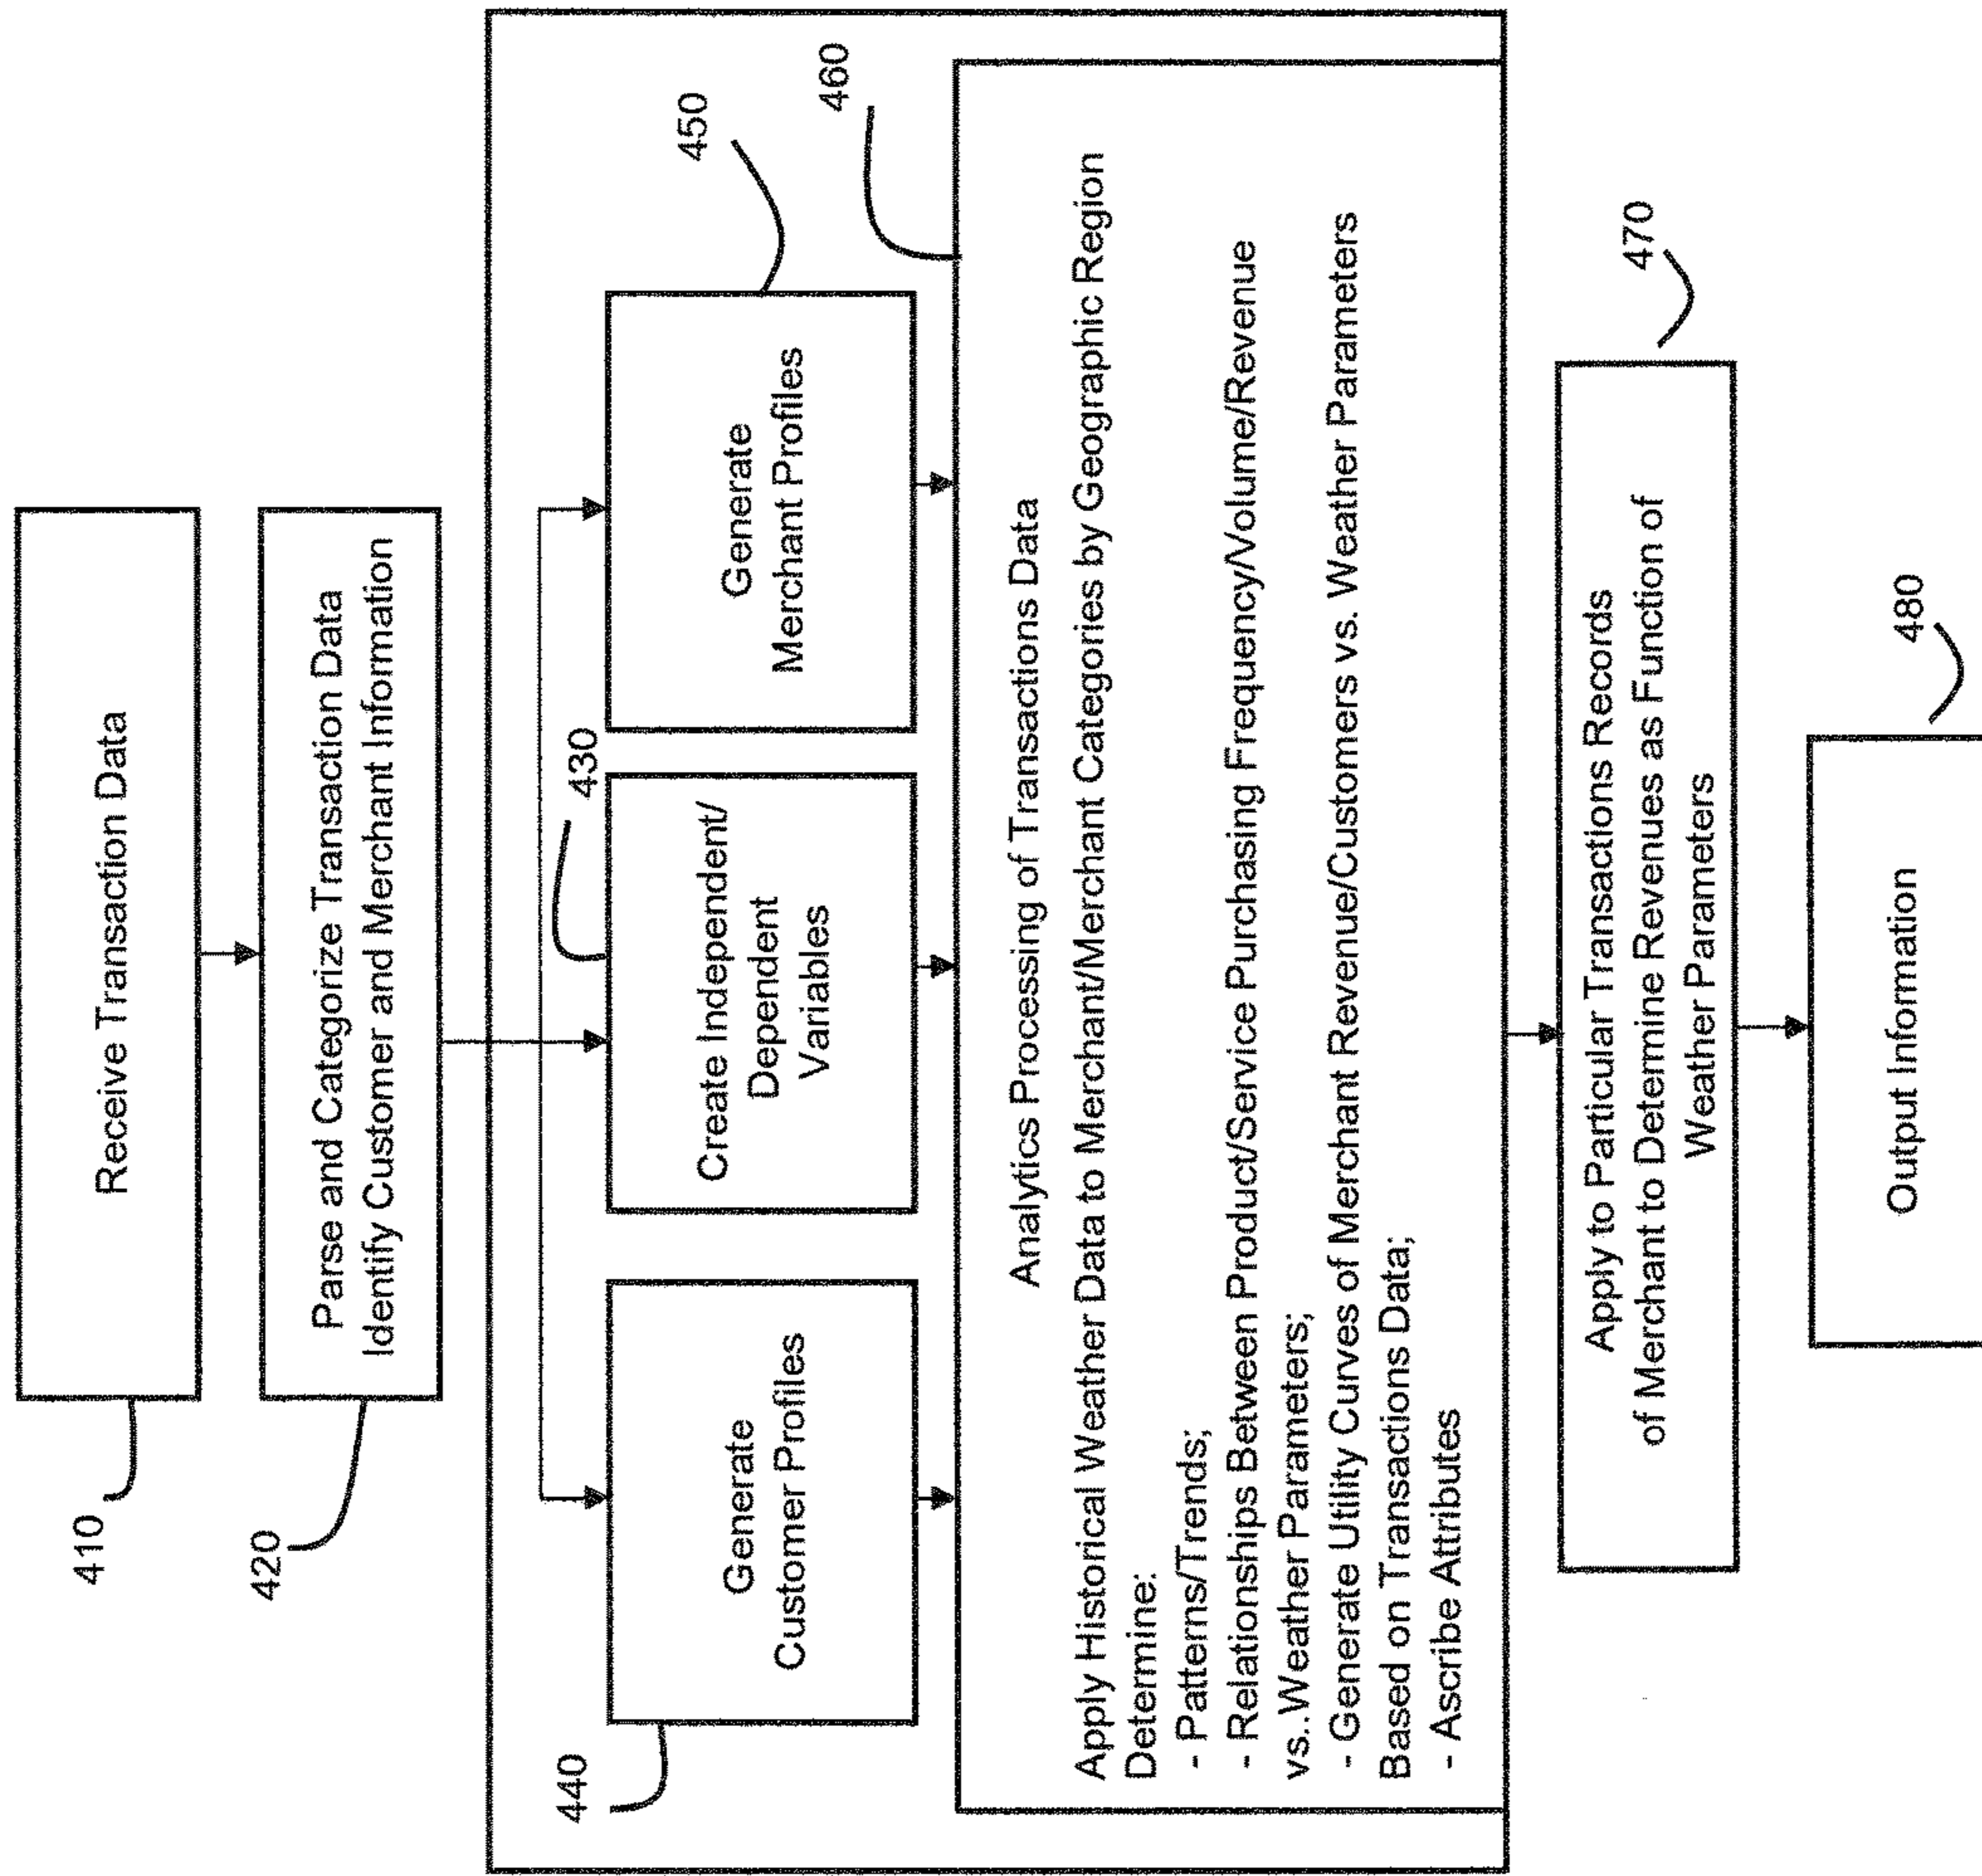 410
Receive Transaction Data
420
Parse and Categorize Transaction Data
Identify Customer and Merchant Information
440
Generate
Customer Profiles
430
Create Independent/
Dependent
Variables
450
Generate
Merchant Profiles
460
Analytics Processing of Transactions Data
Apply Historical Weather Data to Merchant/Merchant Categories by Geographic Region
Determine:
- Patterns/Trends;
- Relationships Between Product/Service Purchasing Frequency/Volume/Revenue
vs..Weather Parameters;
- Generate Utility Curves of Merchant Revenue/Customers vs. Weather Parameters
Based on Transactions Data;
- Ascribe Attributes
470
Apply to Particular Transactions Records
of Merchant to Determine Revenues as Function of
Weather Parameters
480
Output Information